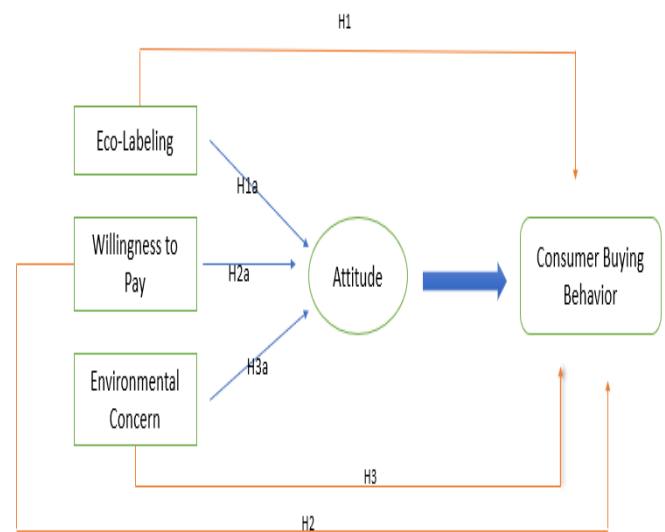 H1
Eco-Labeling
H1a
Willingness to
Pay
H2a
Attitude
Consumer Buying
Behavior
Environmental
Concern
H3a
H3
H2